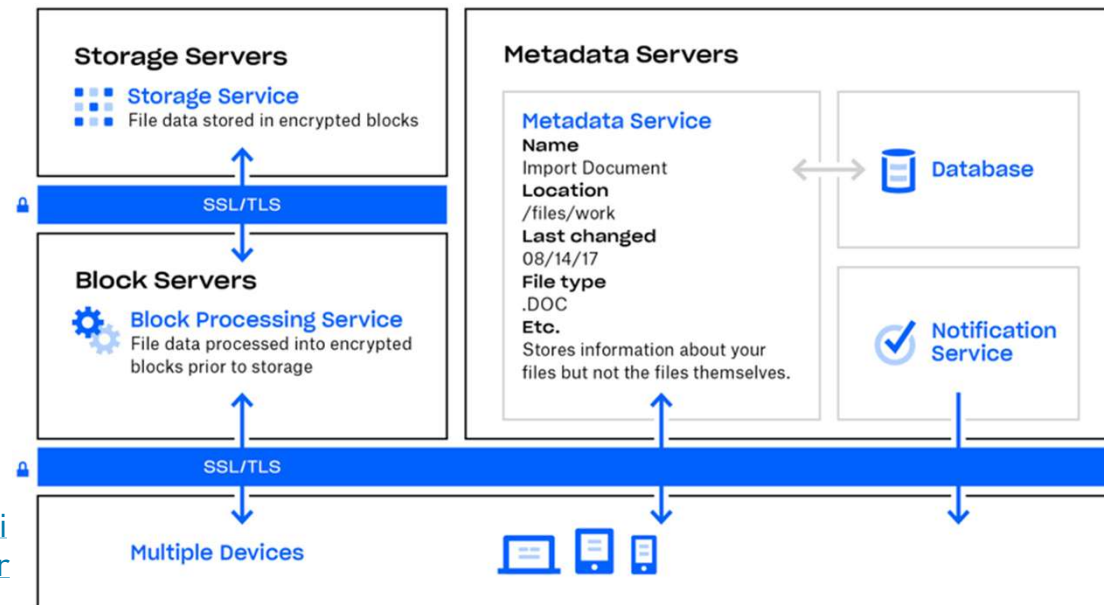 Storage Servers
Storage Service
File data stored in encrypted blocks
SSL/TLS
Block Servers
Block Processing Service
File data processed into encrypted
blocks prior to storage
Metadata Servers
Metadata Service
Name
Import Document
Location
/files/work
Last changed
08/14/17
File type
.DOC
Etc.
Stores information about your
files but not the files themselves.
Database
Notification
Service
SSL/TLS
i
r
Multiple Devices